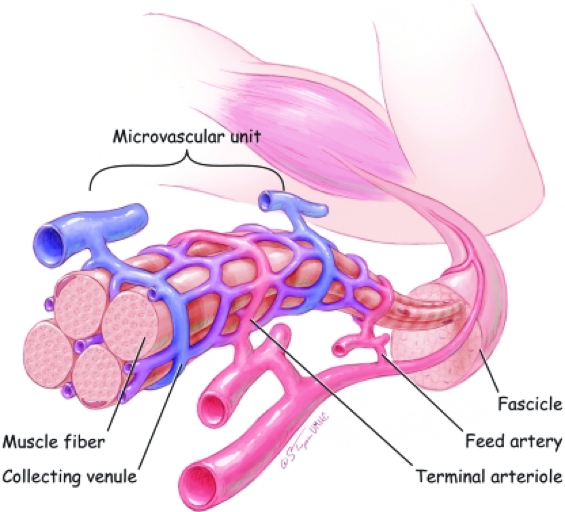 Microvascular unit
Fascicle
Muscle fiber
Feed artery
Collecting venule
Terminal arteriole